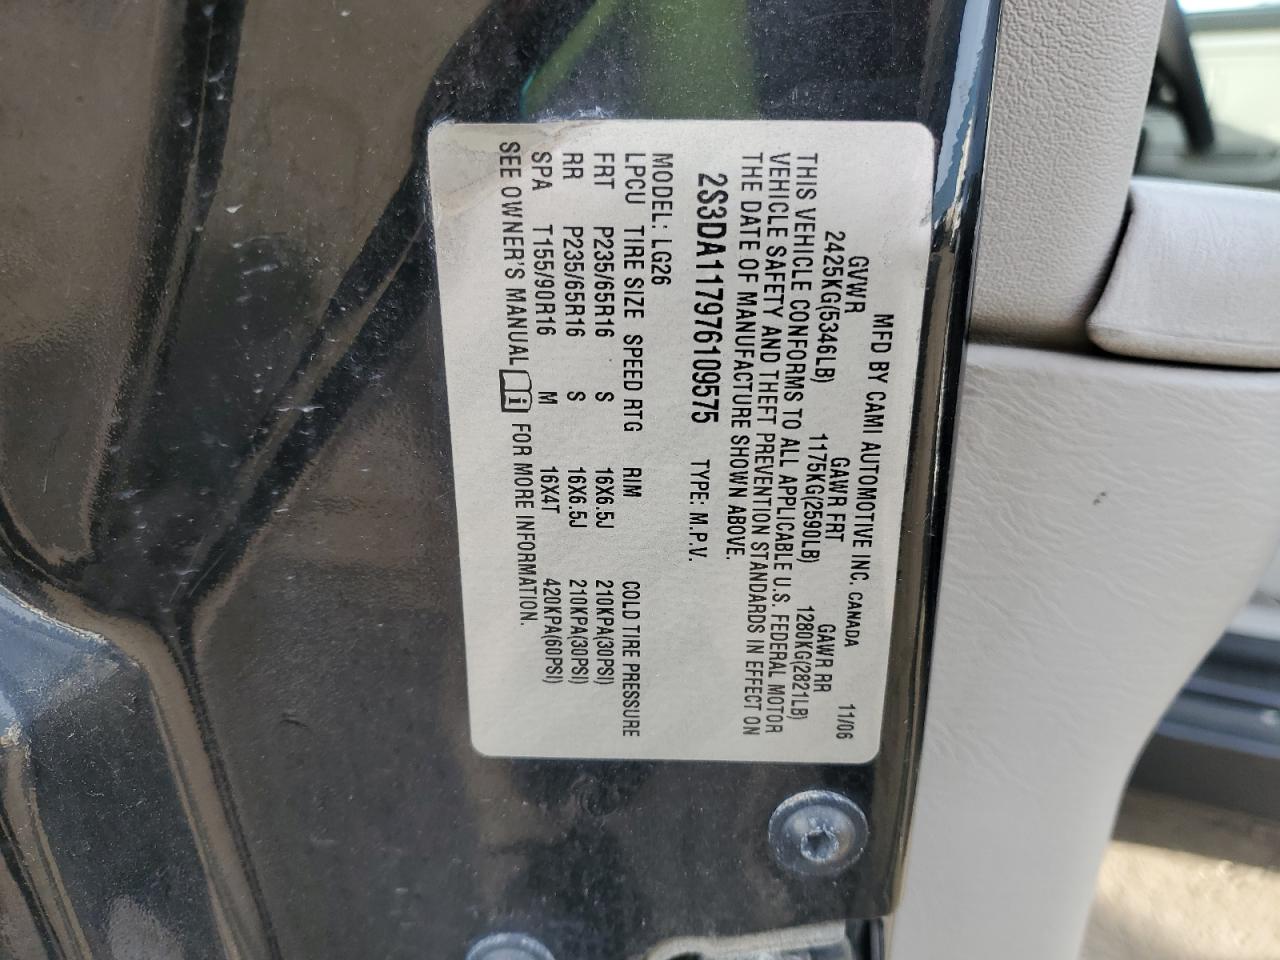 MFD BY CAMI AUTOMOTIVE INC. CANADA 11/06
GVWR GAWR FRT GAWR RR
2425KG(5346LB) 1175KG(2590LB) 1280KG(2821LB)
THIS VEHICLE CONFORMS TO ALL APPLICABLE U.S. FEDERAL MOTOR
VEHICLE SAFETY AND THEFT PREVENTION STANDARDS IN EFFECT ON
THE DATE OF MANUFACTURE SHOWN ABOVE.
2S3DA117976109575 TYPE: M.P.V.
MODEL: LG26
LPCU TIRE SIZE SPEED RTG RIM COLD TIRE PRESSURE
FRT P235/65R16 S 16X6.5J 210KPA(30PSI)
RR P235/65R16 S 16X6.5J 210KPA(30PSI)
SPA T155/90R16 M 16X4T 420KPA(60PSI)
SEE OWNER'S MANUAL i FOR MORE INFORMATION.